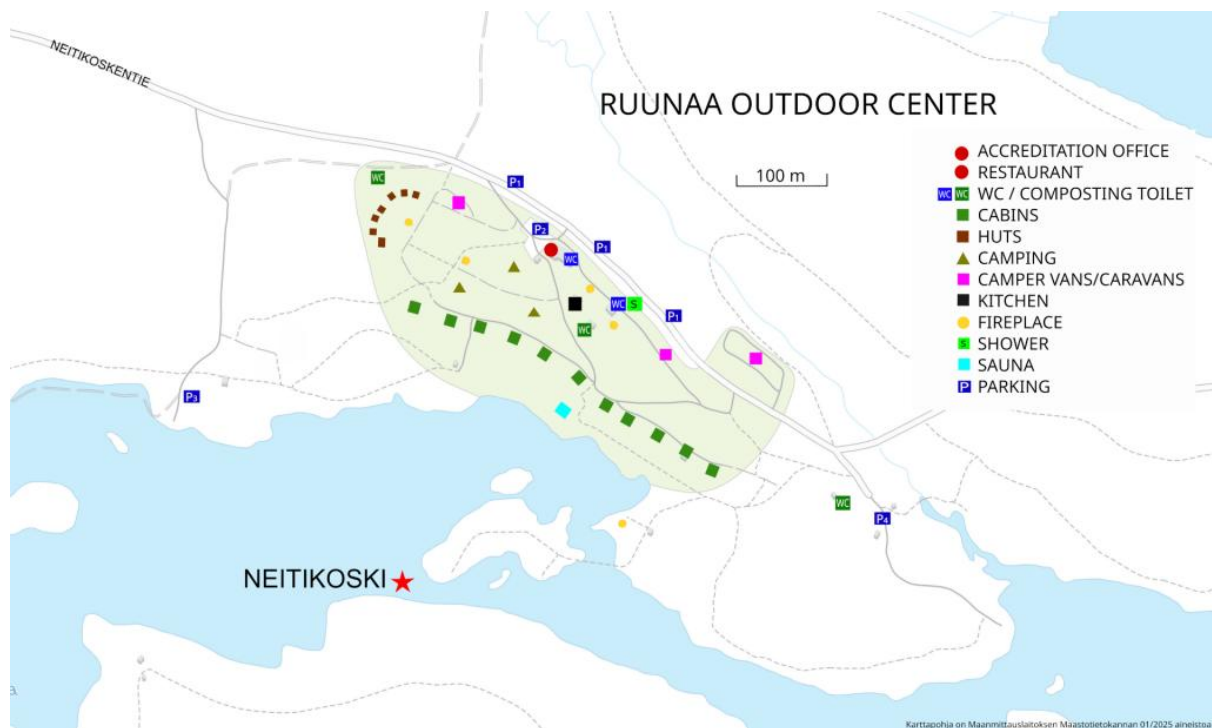 NEITIKOSKENTIE
RUUNAA OUTDOOR CENTER
100 m
ACCREDITATION OFFICE
RESTAURANT
WC WC WC / COMPOSTING TOILET
CABINS
HUTS
CAMPING
CAMPER VANS/CARAVANS
KITCHEN
FIREPLACE
S SHOWER
SAUNA
P PARKING
WC
P1
P2
P1
WC
WC S
P1
WC
P3
WC
P4
NEITIKOSKI
Karttapohja on Maanmittauslaitoksen Maastotietokannan 01/2025 aineistoa